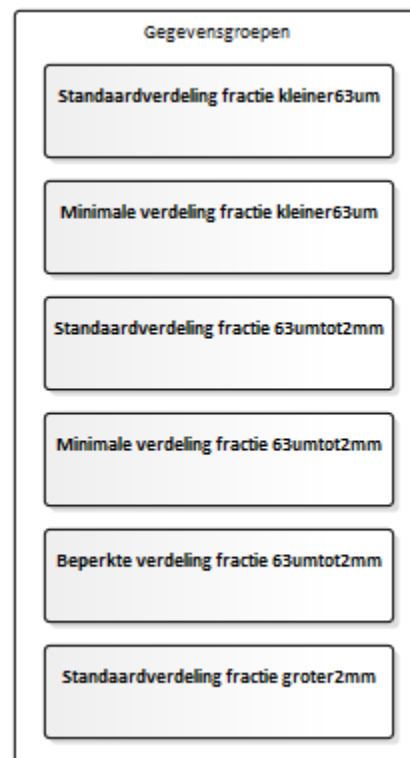 Gegevensgroepen
Standaardverdeling fractie kleiner63um
Minimale verdeling fractie kleiner63um
Standaardverdeling fractie 63umtot2mm
Minimale verdeling fractie 63umtot2mm
Beperkte verdeling fractie 63umtot2mm
Standaardverdeling fractie groter2mm